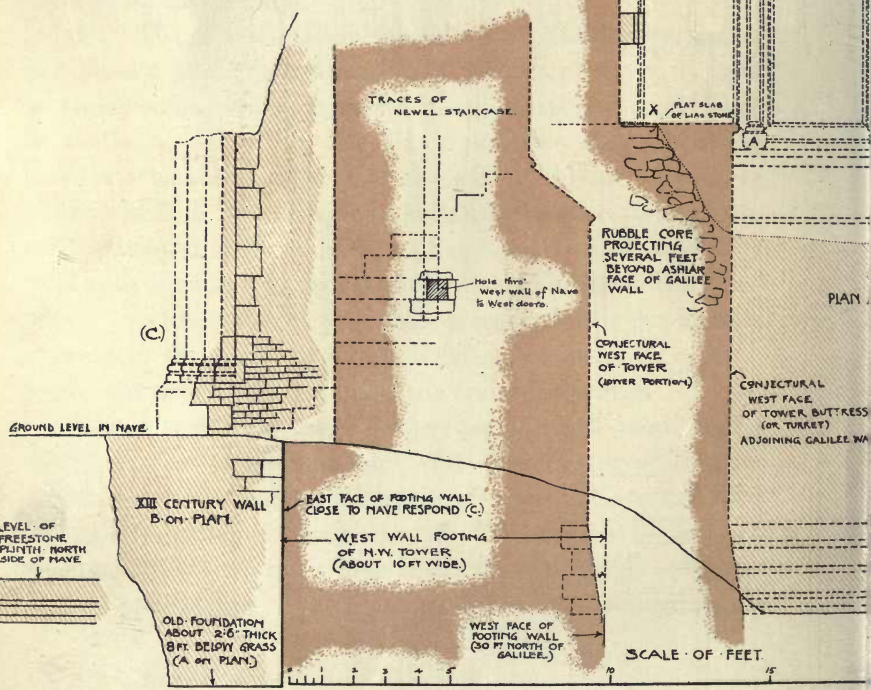 TRACES OF
NEWEL STAIRCASE.
X
FLAT SLAB
OF LIAS STONE
A
RUBBLE CORE
PROJECTING
SEVERAL FEET
BEYOND ASHLAR
FACE OF GALILEE
WALL
Hole thro'
West wall of Nave
to West doors.
PLAN
(C.)
CONJECTURAL
WEST FACE
OF TOWER
(LOWER PORTION)
CONJECTURAL
WEST FACE
OF TOWER BUTTRESS
(OR TURRET)
ADJOINING GALILEE WA
GROUND LEVEL IN NAVE
XIII CENTURY WALL
B·ON·PLAN.
EAST FACE OF FOOTING WALL
CLOSE TO NAVE RESPOND (C.)
WEST WALL FOOTING
OF N.W. TOWER
(ABOUT 10 FT WIDE.)
LEVEL·OF
FREESTONE
PLINTH·NORTH
SIDE OF NAVE
OLD·FOUNDATION
ABOUT 2'·6" THICK
8 FT. BELOW GRASS
(A on PLAN.)
WEST FACE OF
FOOTING WALL
(30 FT NORTH OF
GALILEE.)
SCALE·OF·FEET.
0 1 2 3 4 5 10 15